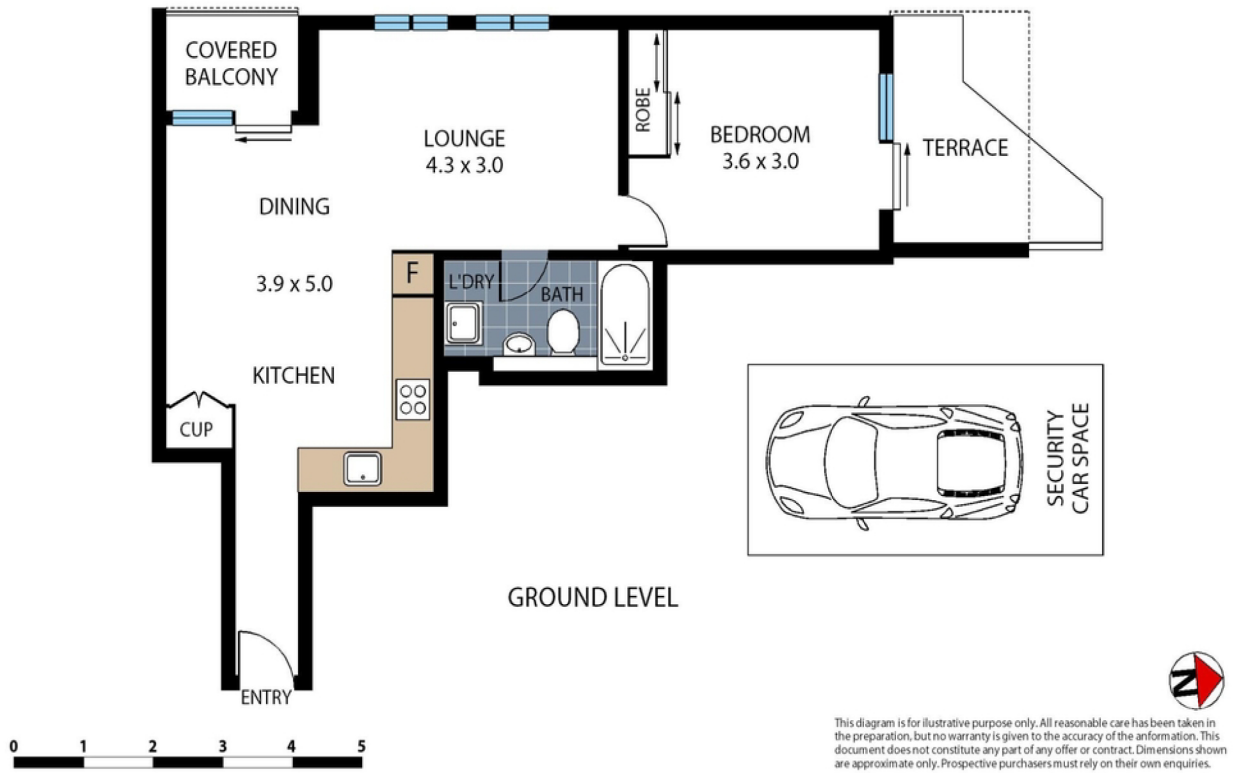 COVERED
BALCONY
LOUNGE
4.3 x 3.0
ROBE
BEDROOM
3.6 x 3.0
TERRACE
DINING
3.9 x 5.0
F
L'DRY
BATH
KITCHEN
CUP
SECURITY
CAR SPACE
GROUND LEVEL
ENTRY
N
0 1 2 3 4 5
This diagram is for ilustrative purpose only. All reasonable care has been taken in
the preparation, but no warranty is given to the accuracy of the anformation. This
document does not constitute any part of any offer or contract. Dimensions shown
are approximate only. Prospective purchasers must rely on their own enquiries.